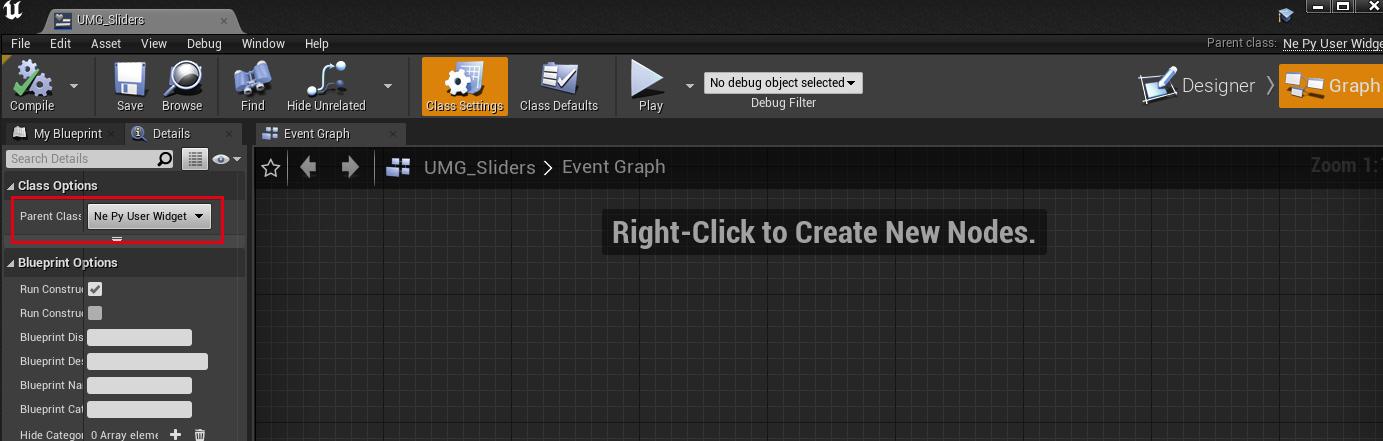 UMG_Sliders
File Edit Asset View Debug Window Help
Parent class: Ne Py User Widge
Compile Save Browse Find Hide Unrelated Class Settings Class Defaults Play
No debug object selected
Debug Filter
Designer Graph
My Blueprint Details
Event Graph
Search Details
UMG_Sliders Event Graph
Zoom 1:
Class Options
Parent Clas Ne Py User Widget
Right-Click to Create New Nodes.
Blueprint Options
Run Constru
Run Constru
Blueprint Dis
Blueprint Des
Blueprint Na
Blueprint Cat
Hide Categor 0 Array eleme